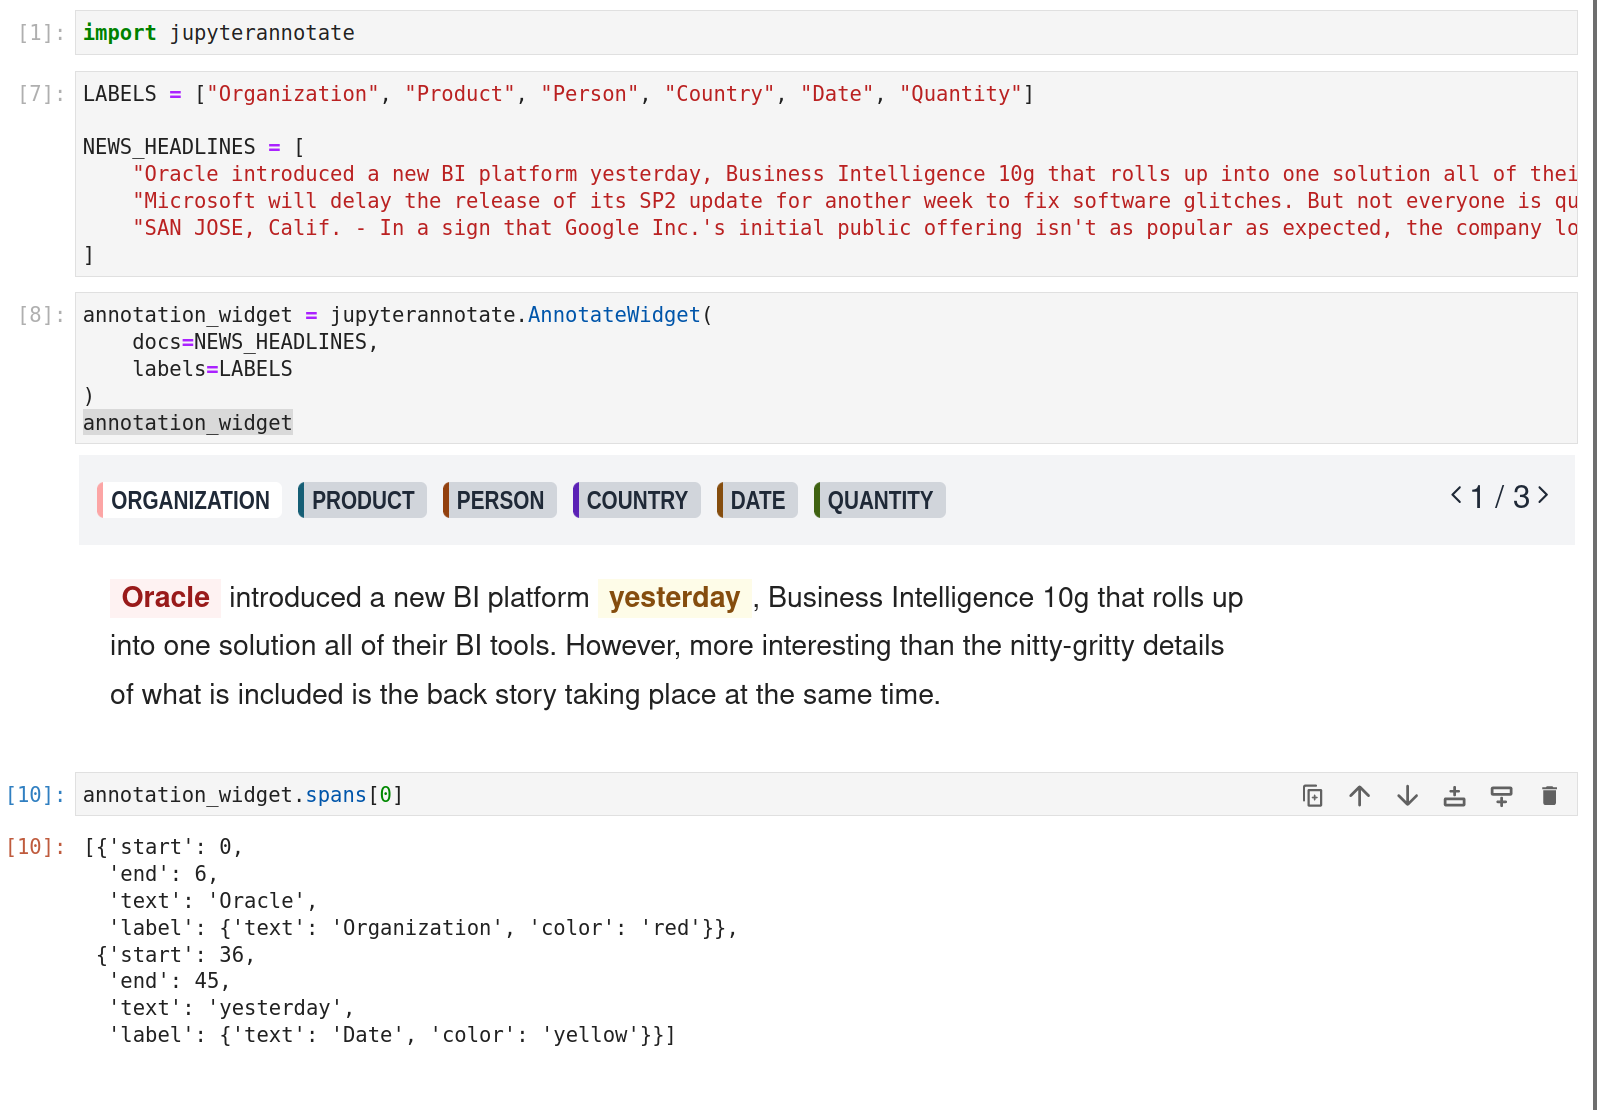 [1]: import jupyterannotate
[7]: LABELS = ["Organization", "Product", "Person", "Country", "Date", "Quantity"]
NEWS_HEADLINES = [
"Oracle introduced a new BI platform yesterday, Business Intelligence 10g that rolls up into one solution all of thei
"Microsoft will delay the release of its SP2 update for another week to fix software glitches. But not everyone is qu
"SAN JOSE, Calif. - In a sign that Google Inc.'s initial public offering isn't as popular as expected, the company lo
]
[8]: annotation_widget = jupyterannotate.AnnotateWidget(
docs=NEWS_HEADLINES,
labels=LABELS
)
annotation_widget
ORGANIZATION PRODUCT PERSON COUNTRY DATE QUANTITY < 1 / 3 >
Oracle introduced a new BI platform yesterday , Business Intelligence 10g that rolls up
into one solution all of their BI tools. However, more interesting than the nitty-gritty details
of what is included is the back story taking place at the same time.
[10]: annotation_widget.spans[0]
[10]: [{'start': 0,
'end': 6,
'text': 'Oracle',
'label': {'text': 'Organization', 'color': 'red'}},
{'start': 36,
'end': 45,
'text': 'yesterday',
'label': {'text': 'Date', 'color': 'yellow'}}]